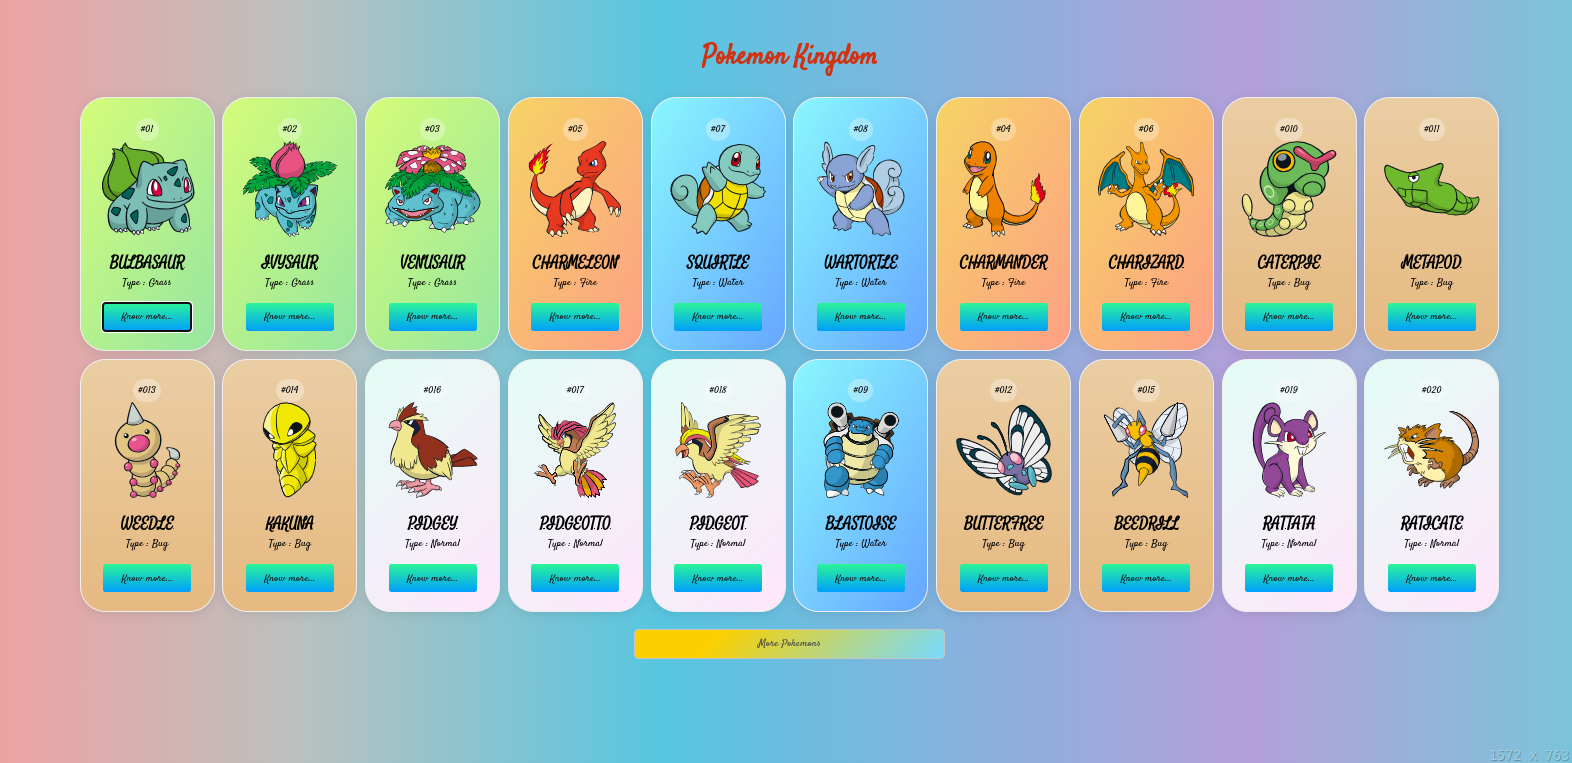 Pokemon Kingdom
#01
BULBASAUR
Type : Grass
Know more...
#02
IVYSAUR
Type : Grass
Know more...
#03
VENUSAUR
Type : Grass
Know more...
#05
CHARMELEON
Type : Fire
Know more...
#07
SQUIRTLE
Type : Water
Know more...
#08
WARTORTLE
Type : Water
Know more...
#04
CHARMANDER
Type : Fire
Know more...
#06
CHARIZARD
Type : Fire
Know more...
#010
CATERPIE
Type : Bug
Know more...
#011
METAPOD
Type : Bug
Know more...
#013
WEEDLE
Type : Bug
Know more...
#014
KAKUNA
Type : Bug
Know more...
#016
PIDGEY
Type : Normal
Know more...
#017
PIDGEOTTO
Type : Normal
Know more...
#018
PIDGEOT
Type : Normal
Know more...
#09
BLASTOISE
Type : Water
Know more...
#012
BUTTERFREE
Type : Bug
Know more...
#015
BEEDRILL
Type : Bug
Know more...
#019
RATTATA
Type : Normal
Know more...
#020
RATICATE
Type : Normal
Know more...
More Pokemons
1572 x 763